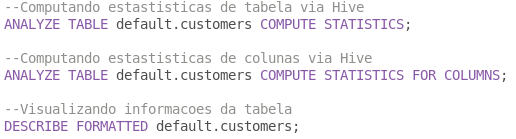 --Computando estastisticas de tabela via Hive
ANALYZE TABLE default.customers COMPUTE STATISTICS;
--Computando estastisticas de colunas via Hive
ANALYZE TABLE default.customers COMPUTE STATISTICS FOR COLUMNS;
--Visualizando informacoes da tabela
DESCRIBE FORMATTED default.customers;